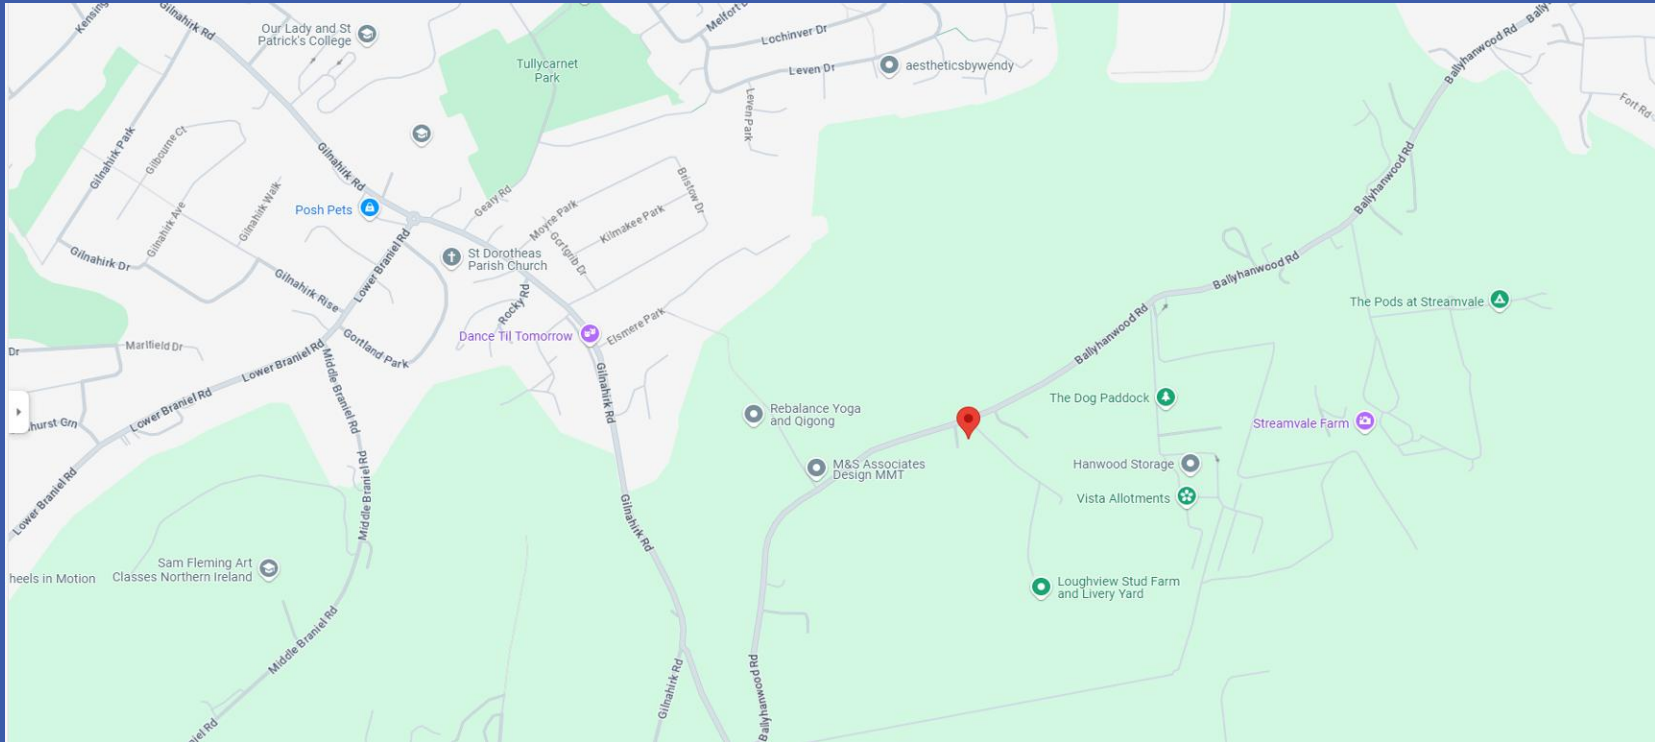 Kensing
Gilnahirk Rd
Our Lady and St
Patrick's College
Melfort
Lochinver Dr
Ballyhanwood Rd
Bally
Tullycarnet
Park
Leven Dr
aestheticsbywendy
Fort Rd
Leven Park
Gilnahirk Park
Gilbourne Ct
Gilnahirk Rd
Ballyhanwood Rd
Bristow Dr
Posh Pets
Gilnahirk Ave
Gilnahirk Walk
Geary Rd
Moyce Park
Kilmakee Park
Gortgrib Dr
Gilnahirk Dr
Lower Braniel Rd
St Dorotheas
Parish Church
Gilnahirk Rise
Rocky Rd
Ballyhanwood Rd
The Pods at Streamvale
Dance Til Tomorrow
Elsmere Park
Ballyhanwood Rd
Dr
Marlfield Dr
Lower Braniel Rd
Gortland Park
Middle Braniel Rd
Gilnahirk Rd
Lower Braniel Rd
The Dog Paddock
hurst Grn
Rebalance Yoga
and Qigong
Streamvale Farm
M&S Associates
Design MMT
Hanwood Storage
Lower Braniel Rd
Middle Braniel Rd
Gilnahirk Rd
Vista Allotments
Sam Fleming Art
Classes Northern Ireland
heels in Motion
Loughview Stud Farm
and Livery Yard
Middle Braniel Rd
Gilnahirk Rd
Ballyhanwood Rd
iel Rd